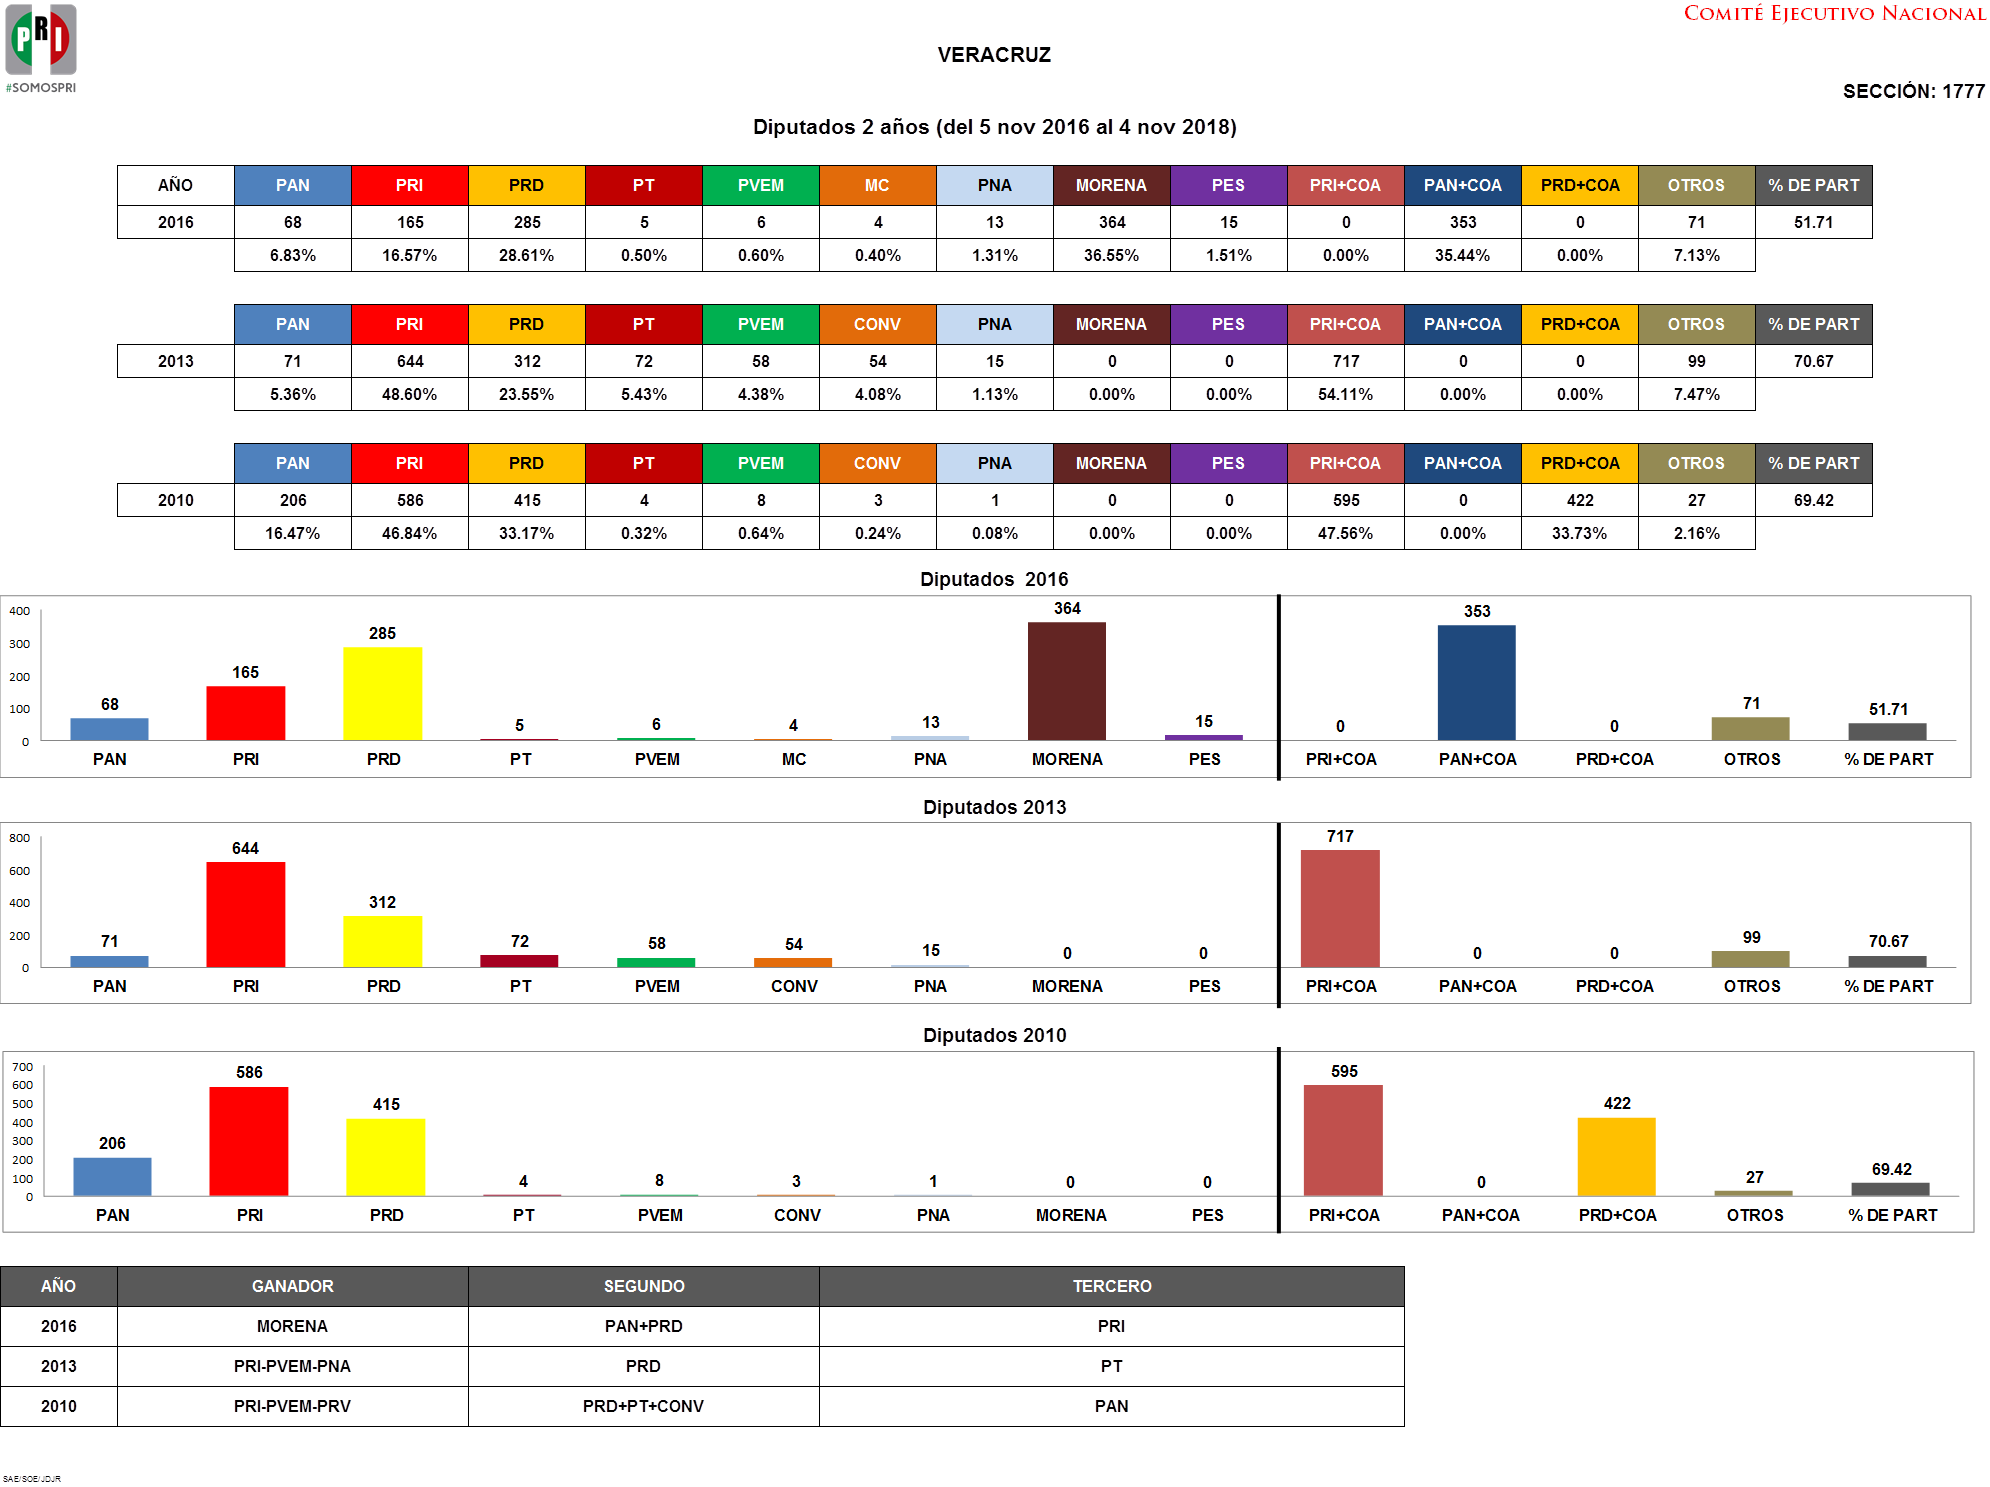 PRI
#SOMOSPRI
COMITÉ EJECUTIVO NACIONAL
VERACRUZ
SECCIÓN: 1777
Diputados 2 años (del 5 nov 2016 al 4 nov 2018)
AÑO PAN PRI PRD PT PVEM MC PNA MORENA PES PRI+COA PAN+COA PRD+COA OTROS % DE PART
2016 68 165 285 5 6 4 13 364 15 0 353 0 71 51.71
6.83% 16.57% 28.61% 0.50% 0.60% 0.40% 1.31% 36.55% 1.51% 0.00% 35.44% 0.00% 7.13%
PAN PRI PRD PT PVEM CONV PNA MORENA PES PRI+COA PAN+COA PRD+COA OTROS % DE PART
2013 71 644 312 72 58 54 15 0 0 717 0 0 99 70.67
5.36% 48.60% 23.55% 5.43% 4.38% 4.08% 1.13% 0.00% 0.00% 54.11% 0.00% 0.00% 7.47%
PAN PRI PRD PT PVEM CONV PNA MORENA PES PRI+COA PAN+COA PRD+COA OTROS % DE PART
2010 206 586 415 4 8 3 1 0 0 595 0 422 27 69.42
16.47% 46.84% 33.17% 0.32% 0.64% 0.24% 0.08% 0.00% 0.00% 47.56% 0.00% 33.73% 2.16%
Diputados 2016
400
300
200
100
0
68 165 285 5 6 4 13 364 15 0 353 0 71 51.71
PAN PRI PRD PT PVEM MC PNA MORENA PES PRI+COA PAN+COA PRD+COA OTROS % DE PART
Diputados 2013
800
600
400
200
0
71 644 312 72 58 54 15 0 0 717 0 0 99 70.67
PAN PRI PRD PT PVEM CONV PNA MORENA PES PRI+COA PAN+COA PRD+COA OTROS % DE PART
Diputados 2010
700
600
500
400
300
200
100
0
206 586 415 4 8 3 1 0 0 595 0 422 27 69.42
PAN PRI PRD PT PVEM CONV PNA MORENA PES PRI+COA PAN+COA PRD+COA OTROS % DE PART
AÑO GANADOR SEGUNDO TERCERO
2016 MORENA PAN+PRD PRI
2013 PRI-PVEM-PNA PRD PT
2010 PRI-PVEM-PRV PRD+PT+CONV PAN
SAE/SOE/JDJR